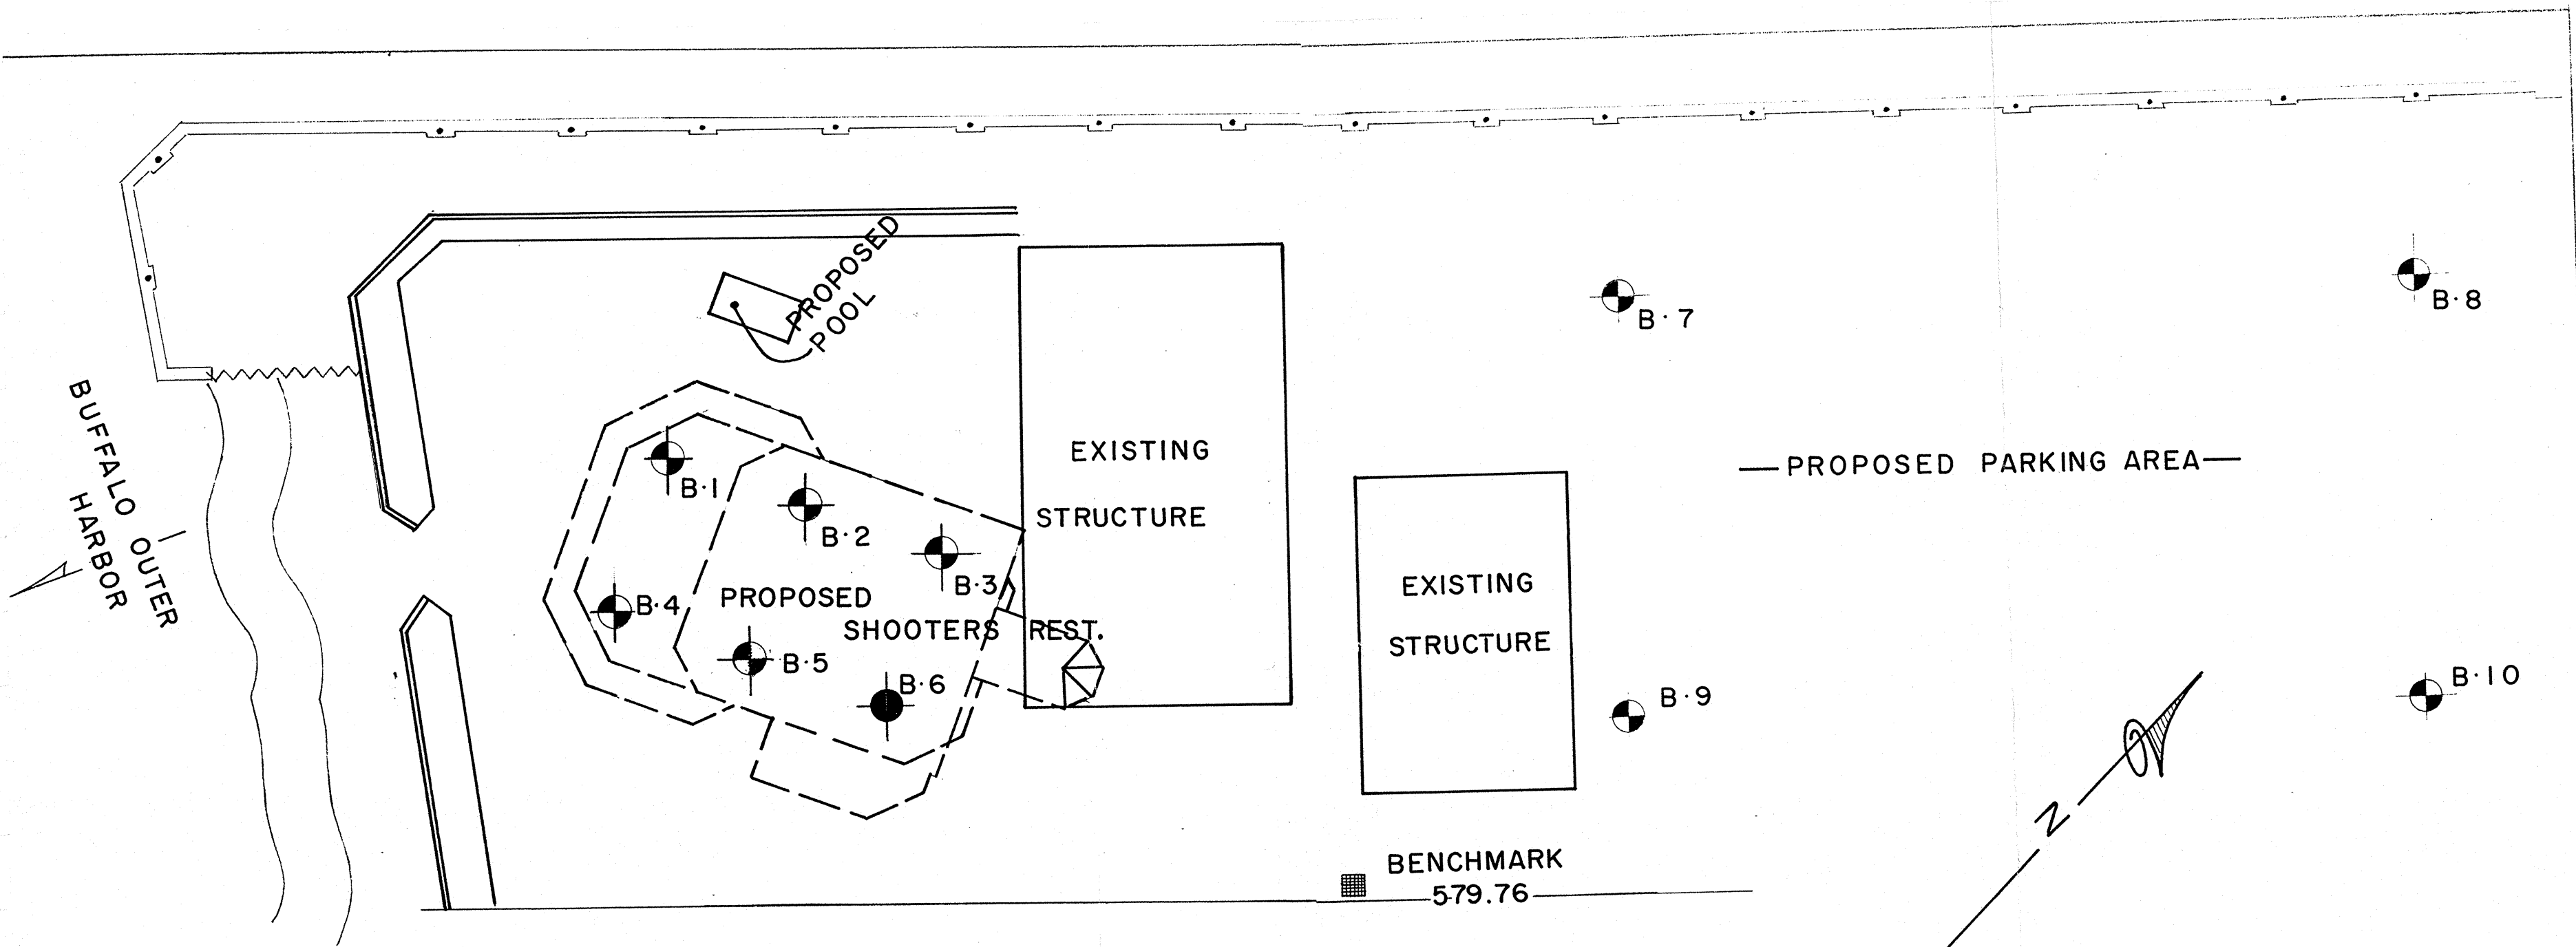 PROPOSED
POOL
B·7
B·8
BUFFALO OUTER
HARBOR
EXISTING
STRUCTURE
PROPOSED PARKING AREA
B·1
B·2
B·3
B·4
PROPOSED
SHOOTERS REST.
B·5
B·6
EXISTING
STRUCTURE
B·9
B·10
N
BENCHMARK
579.76